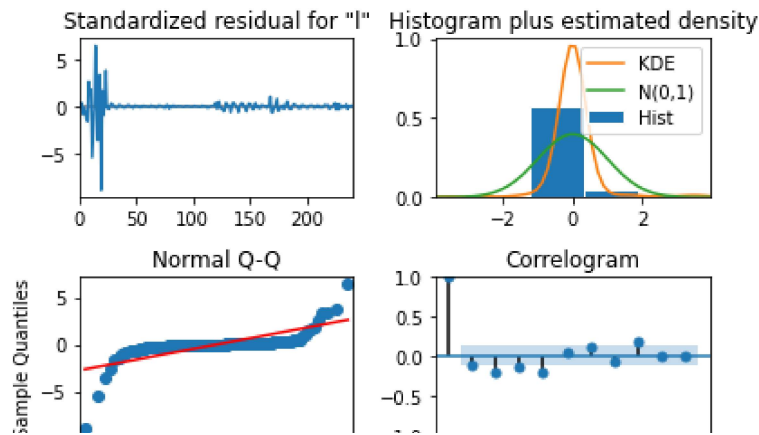 Standardized residual for "l"
Histogram plus estimated density
5
0
−5
0 50 100 150 200
1.0
0.5
0.0
−2 0 2
KDE
N(0,1)
Hist
Normal Q-Q
Correlogram
Sample Quantiles
5
0
−5
1.0
0.5
0.0
−0.5
−1.0